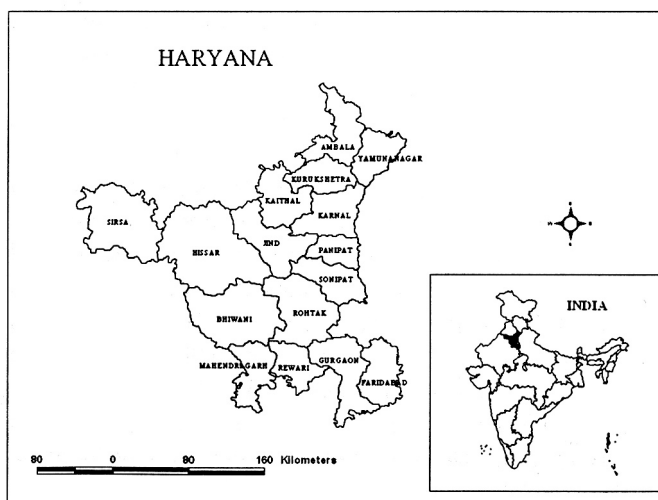 HARYANA
AMBALA
YAMUNANAGAR
KURUKSHETRA
KAITHAL
KARNAL
SIRSA
HISSAR
JIND
PANIPAT
SONIPAT
BHIWANI
ROHTAK
MAHENDRAGARH
REWARI
GURGAON
FARIDABAD
INDIA
80 0 80 160 Kilometers